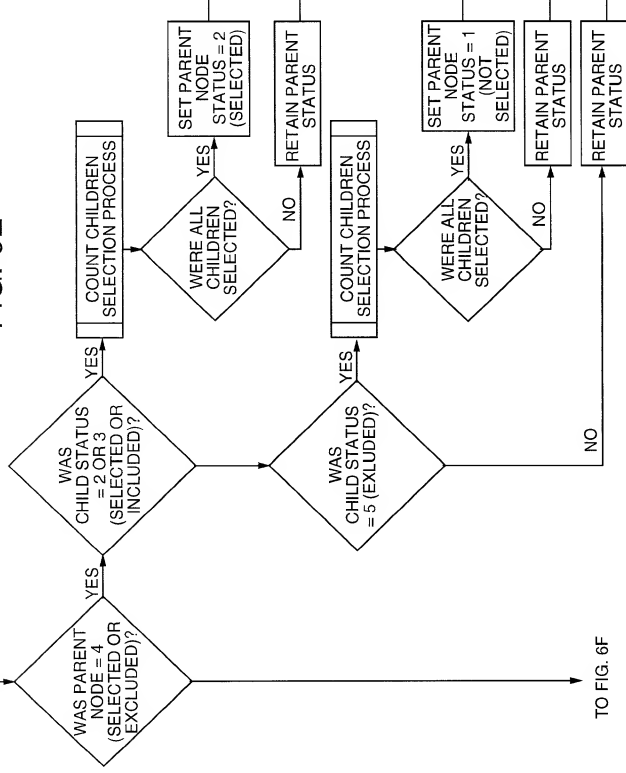 WAS PARENT
NODE = 4
(SELECTED OR
EXCLUDED)?
YES
WAS
CHILD STATUS
= 2 OR 3
(SELECTED OR
INCLUDED)?
YES
COUNT CHILDREN
SELECTION PROCESS
WERE ALL
CHILDREN
SELECTED?
YES
SET PARENT
NODE
STATUS = 2
(SELECTED)
NO
RETAIN PARENT
STATUS
WAS
CHILD STATUS
= 5 (EXLUDED)?
YES
COUNT CHILDREN
SELECTION PROCESS
WERE ALL
CHILDREN
SELECTED?
YES
SET PARENT
NODE
STATUS = 1
(NOT
SELECTED)
NO
RETAIN PARENT
STATUS
NO
RETAIN PARENT
STATUS
TO FIG. 6F